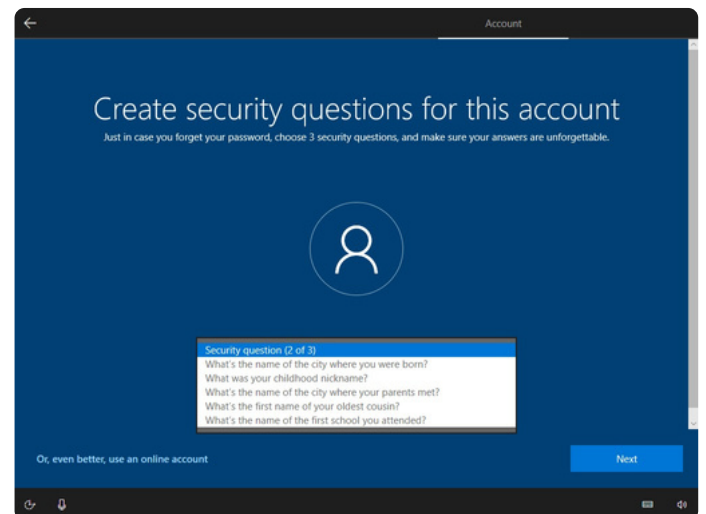 Account
Create security questions for this account
Just in case you forget your password, choose 3 security questions, and make sure your answers are unforgettable.
Security question (2 of 3)
What's the name of the city where you were born?
What was your childhood nickname?
What's the name of the city where your parents met?
What's the first name of your oldest cousin?
What's the name of the first school you attended?
Or, even better, use an online account
Next